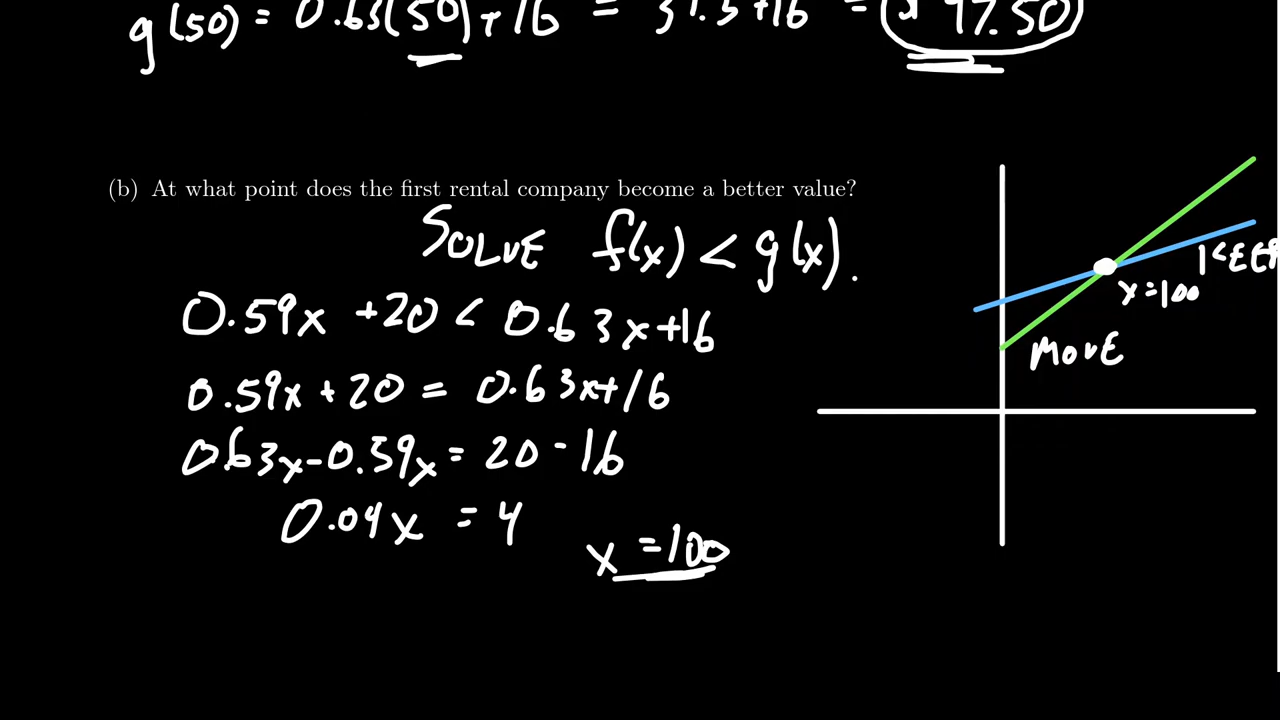 g(50) = 0.63(50) + 16 = 31.5 + 16 = $ 47.50
(b) At what point does the first rental company become a better value?
SOLVE f(x) < g(x).
0.59x + 20 < 0.63x + 16
0.59x + 20 = 0.63x + 16
0.63x - 0.59x = 20 - 16
0.04x = 4
x = 100
KEEP
x = 100
MOVE